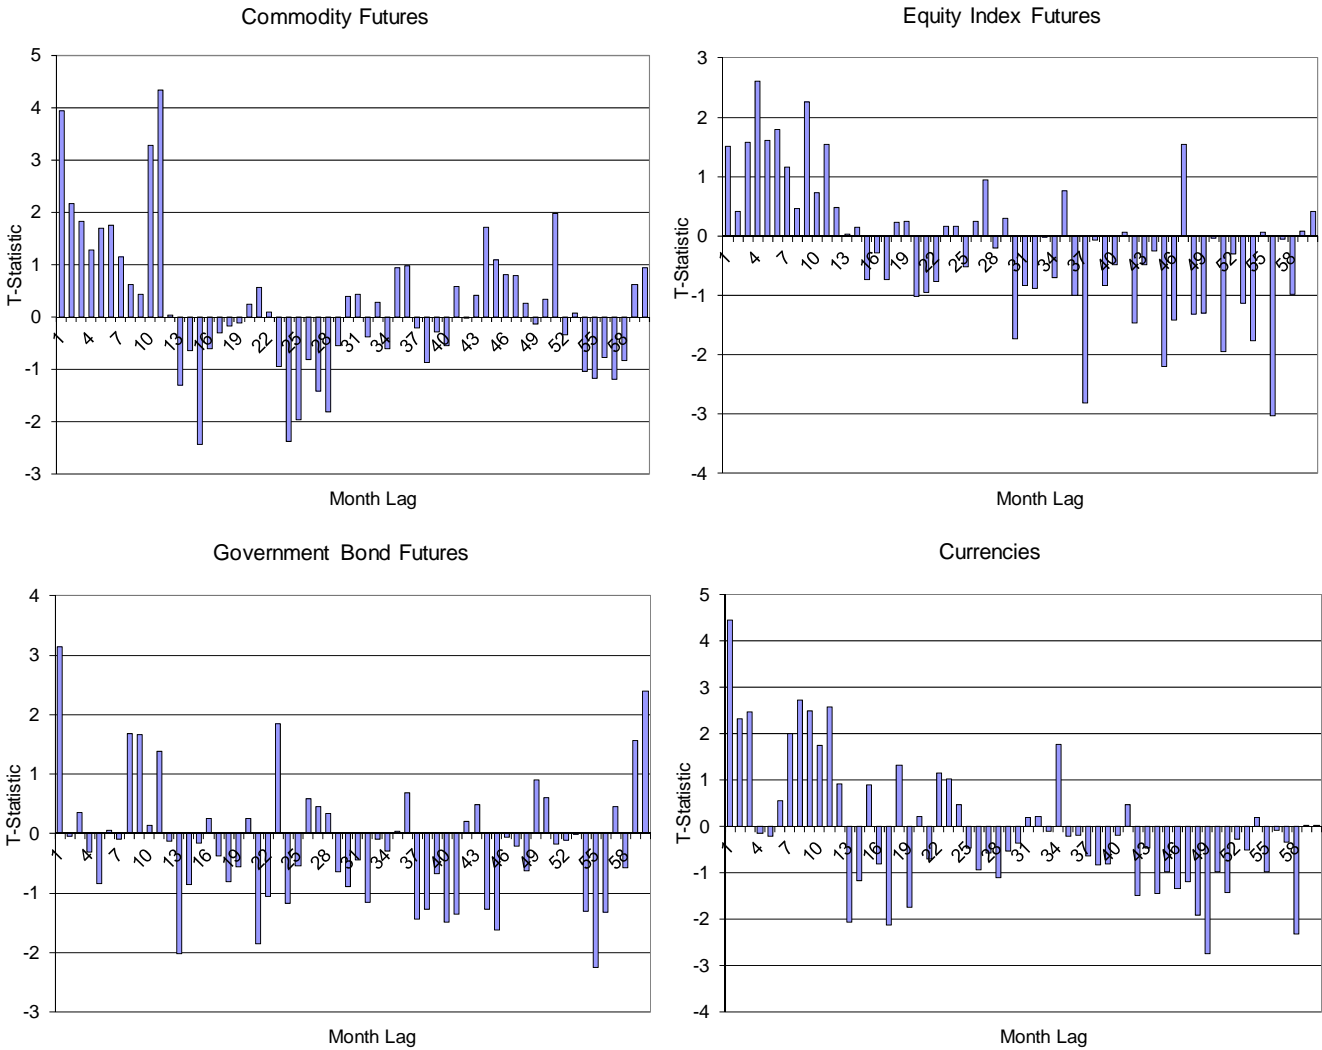 Commodity Futures
5
4
3
2
1
0
-1
-2
-3
T-Statistic
1 4 7 10 13 16 19 22 25 28 31 34 37 40 43 46 49 52 55 58
Month Lag
Equity Index Futures
3
2
1
0
-1
-2
-3
-4
T-Statistic
1 4 7 10 13 16 19 22 25 28 31 34 37 40 43 46 49 52 55 58
Month Lag
Government Bond Futures
4
3
2
1
0
-1
-2
-3
T-Statistic
1 4 7 10 13 16 19 22 25 28 31 34 37 40 43 46 49 52 55 58
Month Lag
Currencies
5
4
3
2
1
0
-1
-2
-3
-4
T-Statistic
1 4 7 10 13 16 19 22 25 28 31 34 37 40 43 46 49 52 55 58
Month Lag